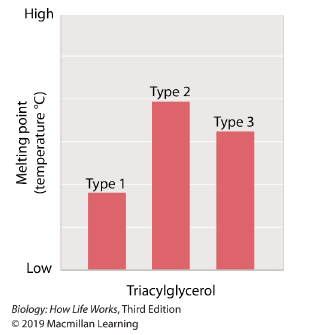 High
Type 2
Type 3
Type 1
Melting point
(temperature °C)
Low
Triacylglycerol
Biology: How Life Works, Third Edition
© 2019 Macmillan Learning